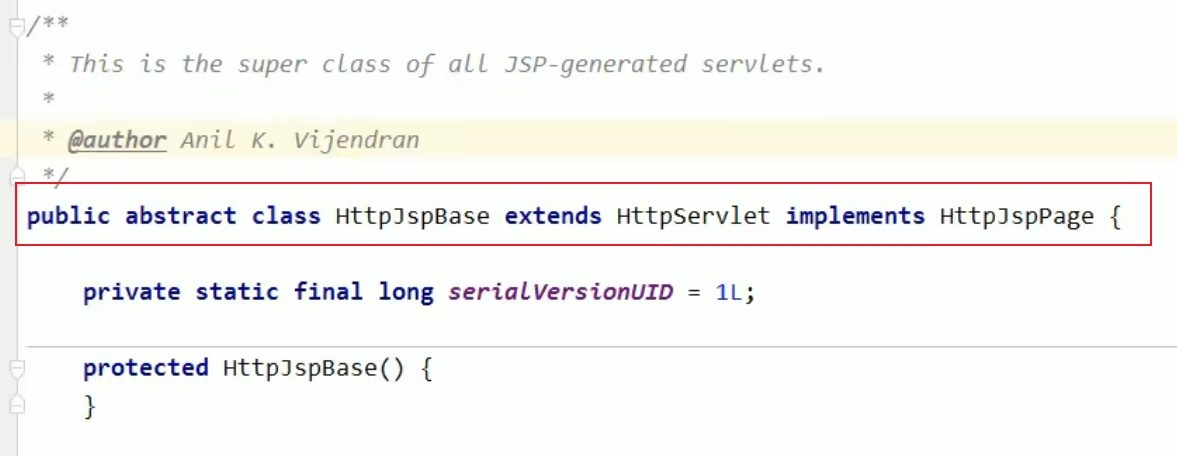 /**
* This is the super class of all JSP-generated servlets.
*
* @author Anil K. Vijendran
*/
public abstract class HttpJspBase extends HttpServlet implements HttpJspPage {
private static final long serialVersionUID = 1L;
protected HttpJspBase() {
}